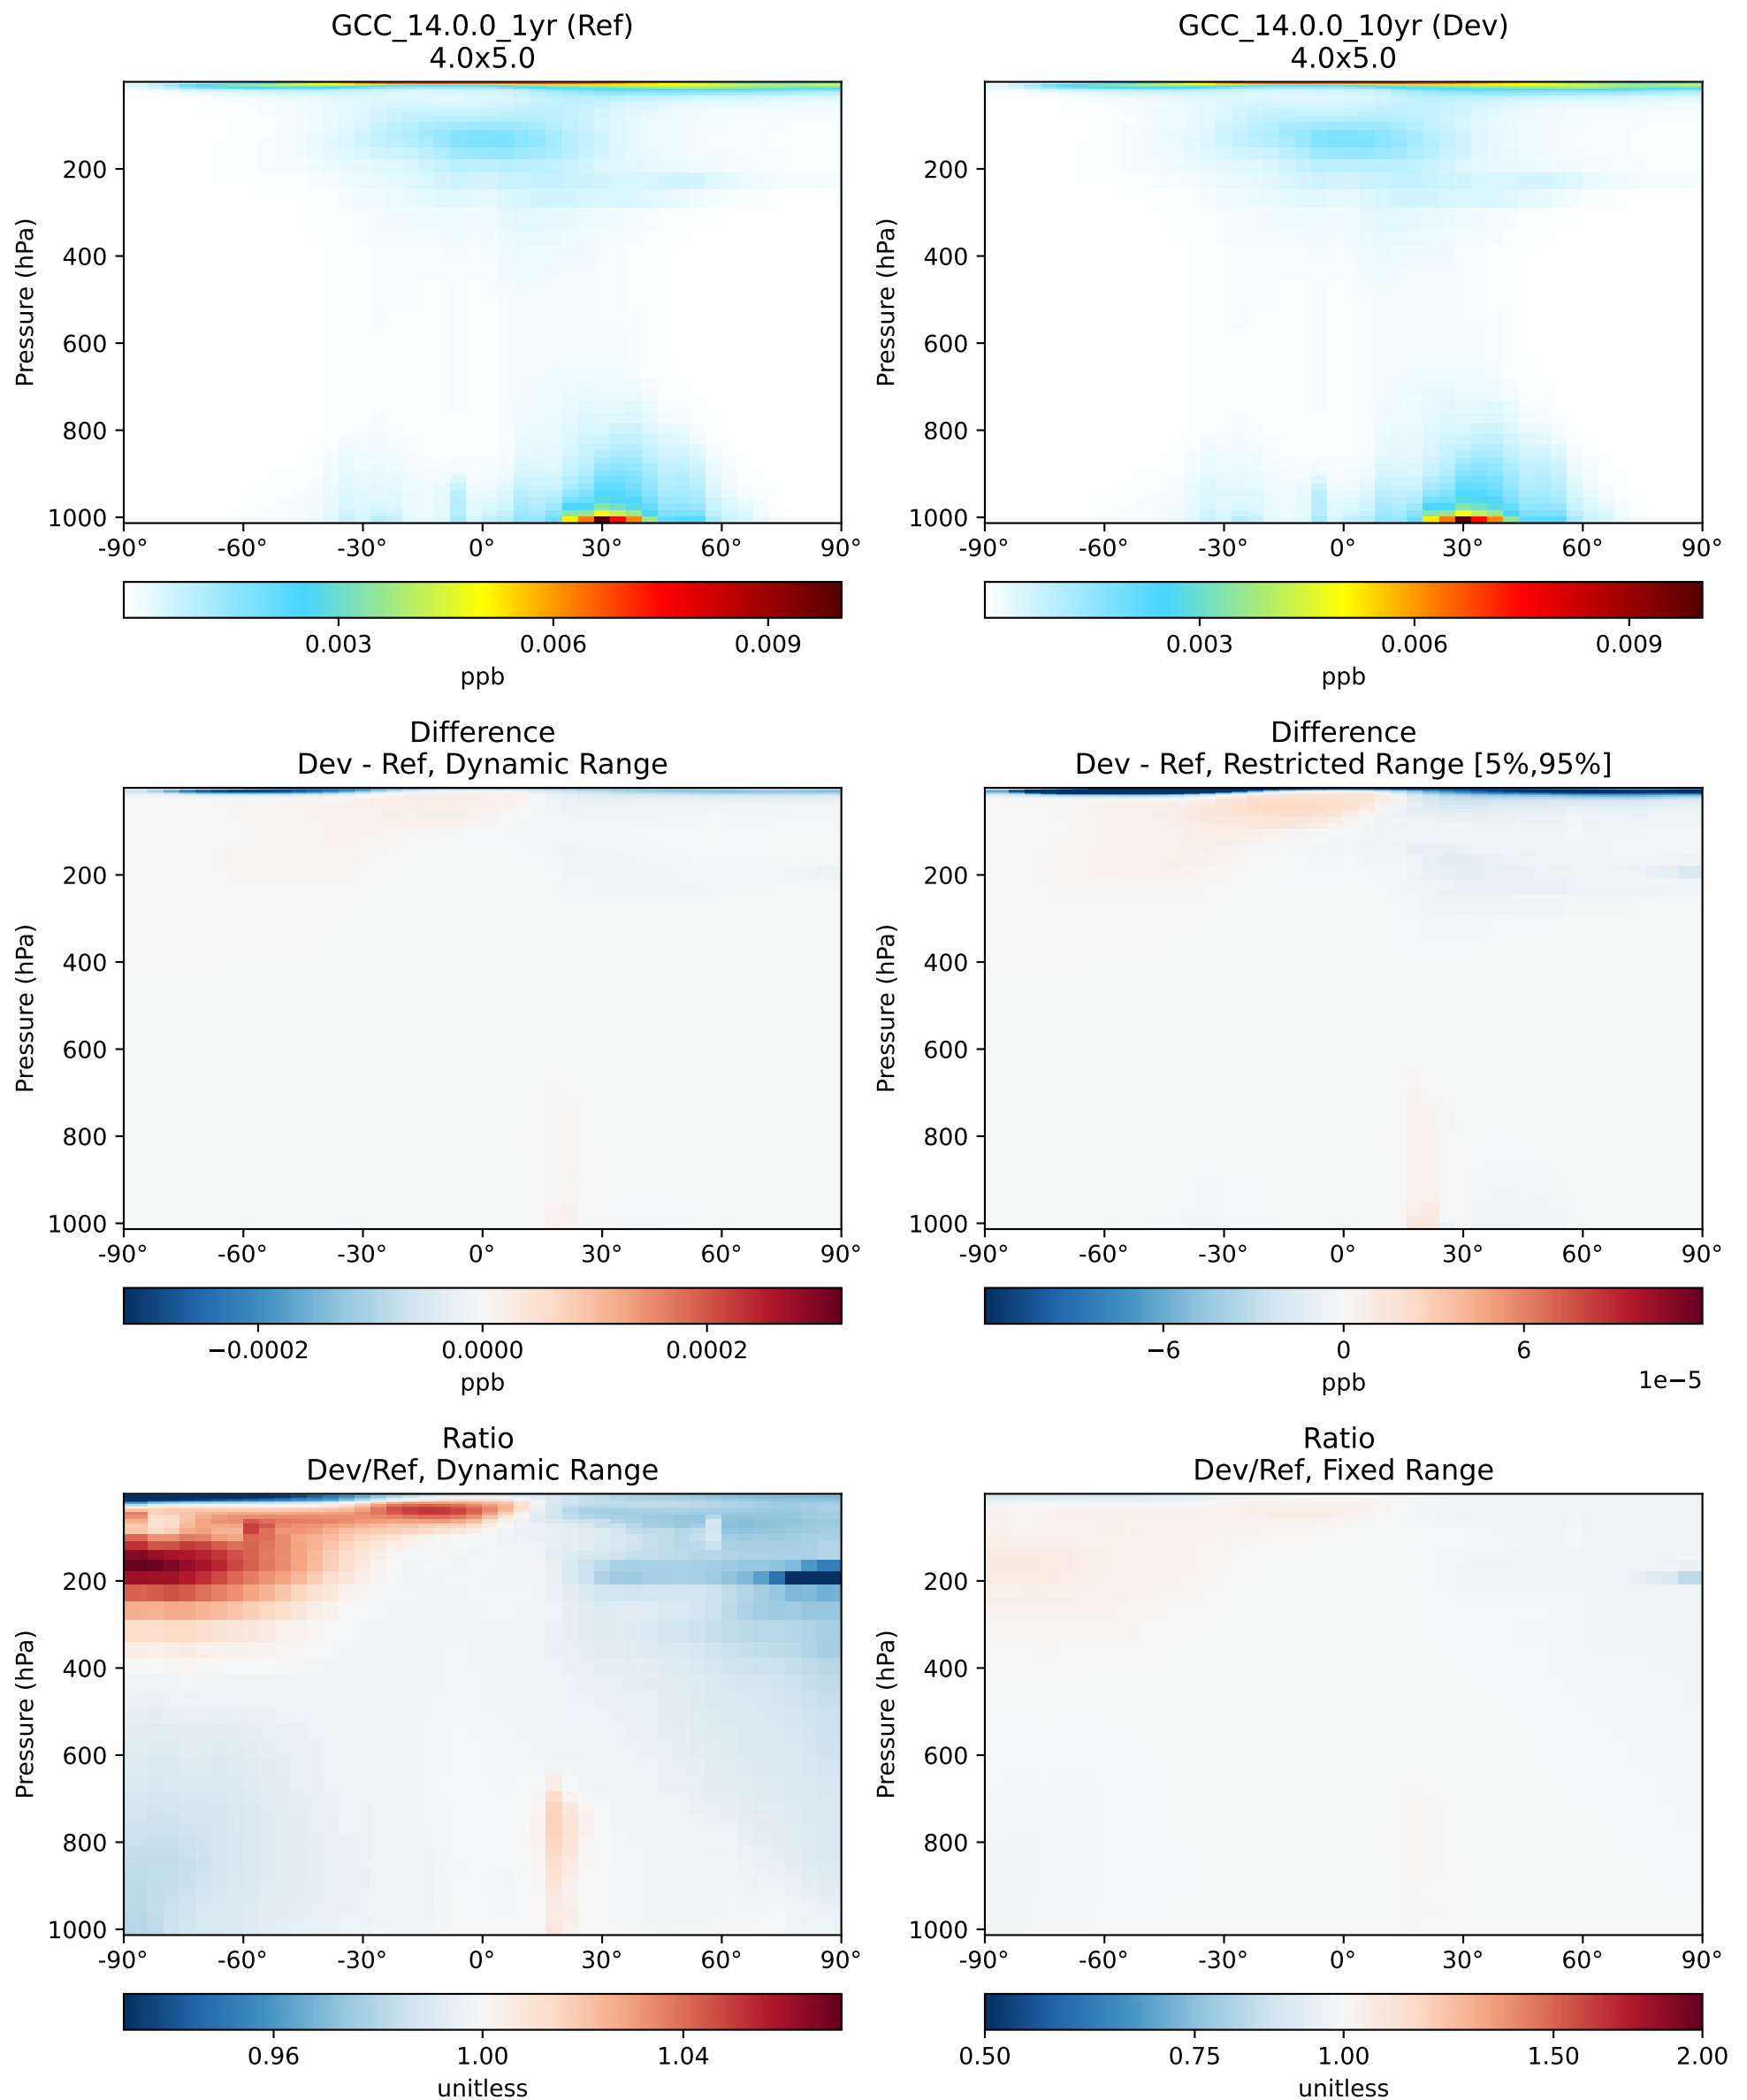 GCC_14.0.0_1yr (Ref)
4.0x5.0
GCC_14.0.0_10yr (Dev)
4.0x5.0
Pressure (hPa)
200
400
600
800
1000
-90° -60° -30° 0° 30° 60° 90°
0.003 0.006 0.009
ppb
Pressure (hPa)
200
400
600
800
1000
-90° -60° -30° 0° 30° 60° 90°
0.003 0.006 0.009
ppb
Difference
Dev - Ref, Dynamic Range
Pressure (hPa)
200
400
600
800
1000
-90° -60° -30° 0° 30° 60° 90°
−0.0002 0.0000 0.0002
ppb
Difference
Dev - Ref, Restricted Range [5%,95%]
Pressure (hPa)
200
400
600
800
1000
-90° -60° -30° 0° 30° 60° 90°
−6 0 6
ppb
1e−5
Ratio
Dev/Ref, Dynamic Range
Pressure (hPa)
200
400
600
800
1000
-90° -60° -30° 0° 30° 60° 90°
0.96 1.00 1.04
unitless
Ratio
Dev/Ref, Fixed Range
Pressure (hPa)
200
400
600
800
1000
-90° -60° -30° 0° 30° 60° 90°
0.50 0.75 1.00 1.50 2.00
unitless